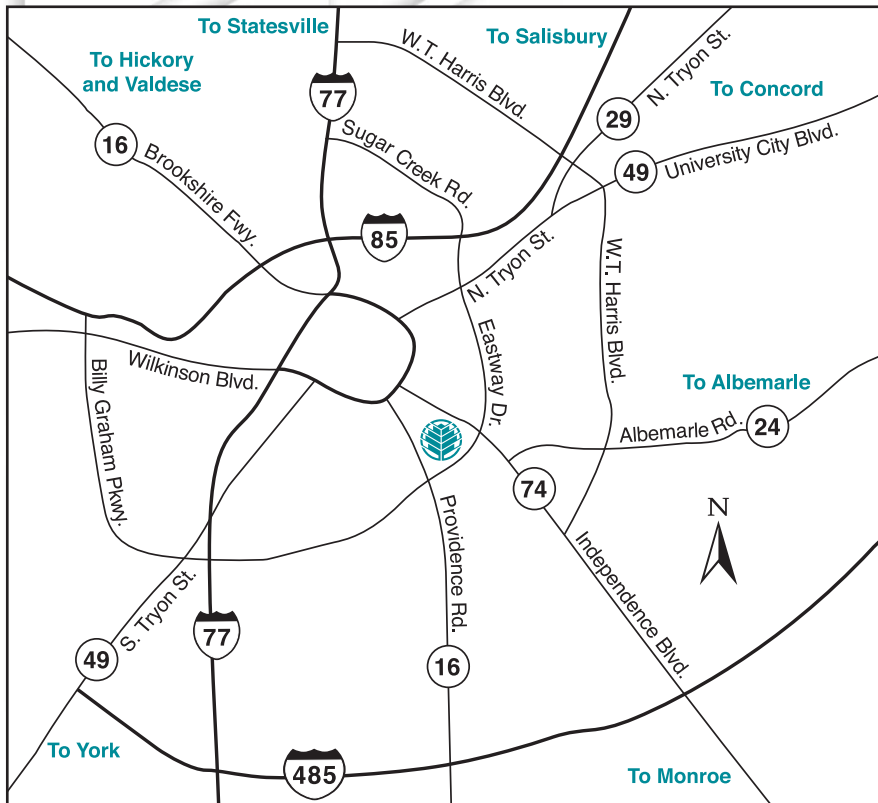 To Statesville
To Salisbury
To Hickory
and Valdese
To Concord
W.T. Harris Blvd.
N. Tryon St.
77
29
16
Brookshire Fwy.
Sugar Creek Rd.
49
University City Blvd.
85
N. Tryon St.
W.T. Harris Blvd.
Wilkinson Blvd.
Billy Graham Pkwy.
Eastway Dr.
To Albemarle
Albemarle Rd.
24
74
N
Providence Rd.
Independence Blvd.
S. Tryon St.
77
49
16
To York
485
To Monroe